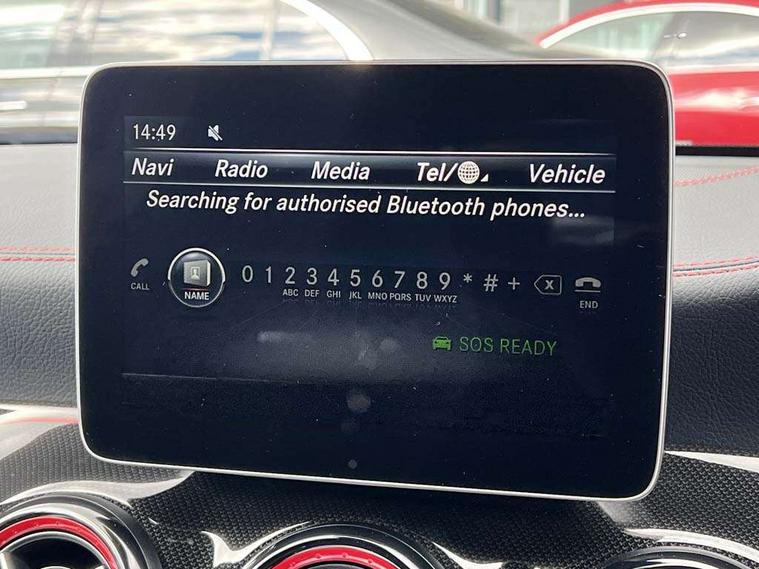 14:49
Navi Radio Media Tel/ Vehicle
Searching for authorised Bluetooth phones...
0 1 2 3 4 5 6 7 8 9 * # + X
CALL NAME ABC DEF GHI JKL MNO PQRS TUV WXYZ END
SOS READY